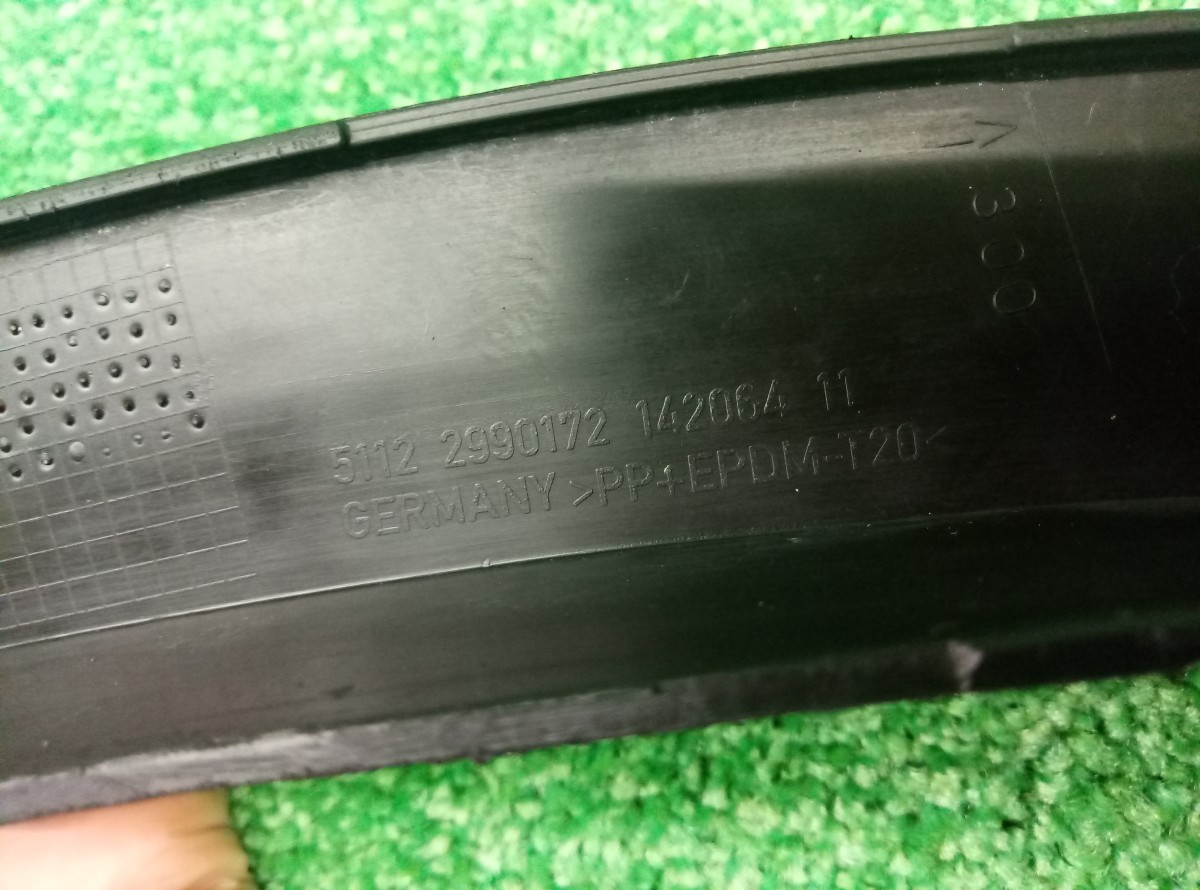 300
5112 2990172 142064 11
GERMANY >PP+EPDM-T20<